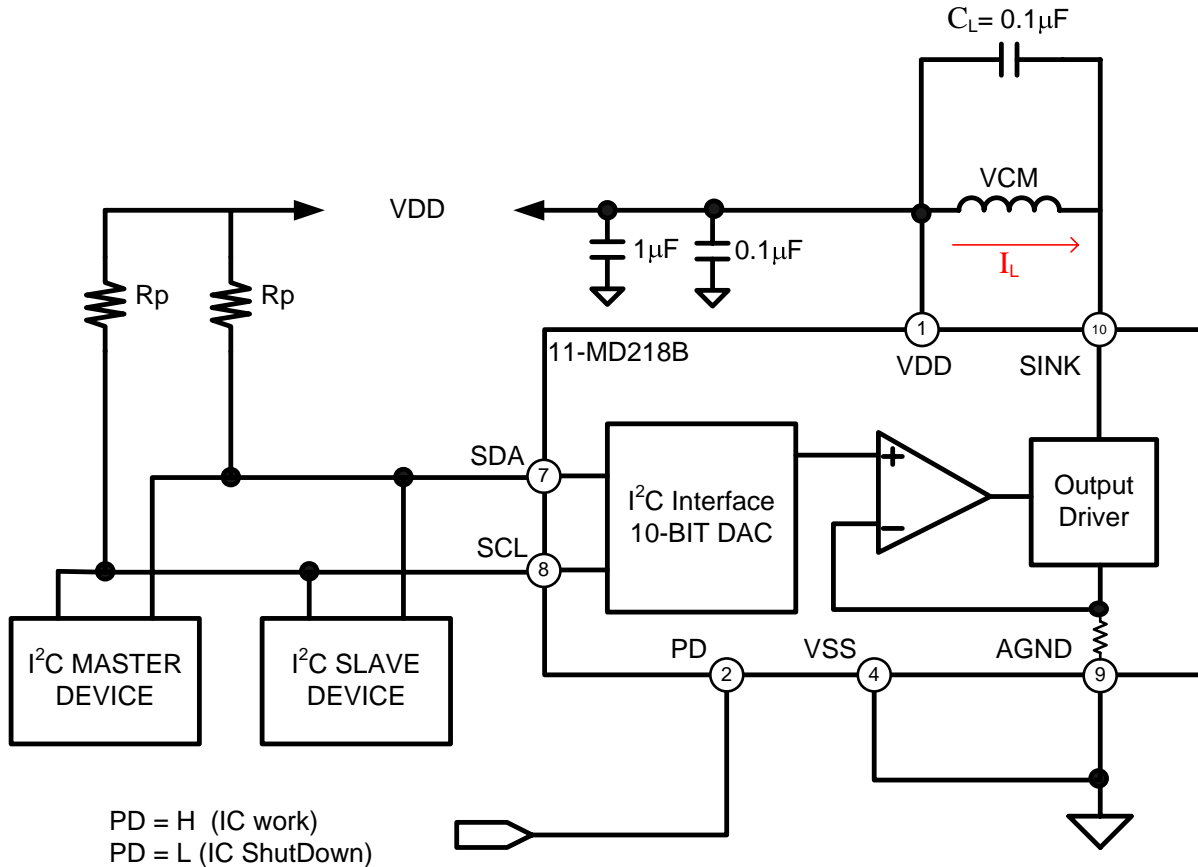 C_L= 0.1μF
VCM
VDD
1μF
0.1μF
I_L
Rp
Rp
1
10
11-MD218B
VDD
SINK
SDA
7
I²C Interface
10-BIT DAC
+
−
Output
Driver
SCL
8
I²C MASTER
DEVICE
I²C SLAVE
DEVICE
PD
VSS
AGND
2
4
9
PD = H (IC work)
PD = L (IC ShutDown)